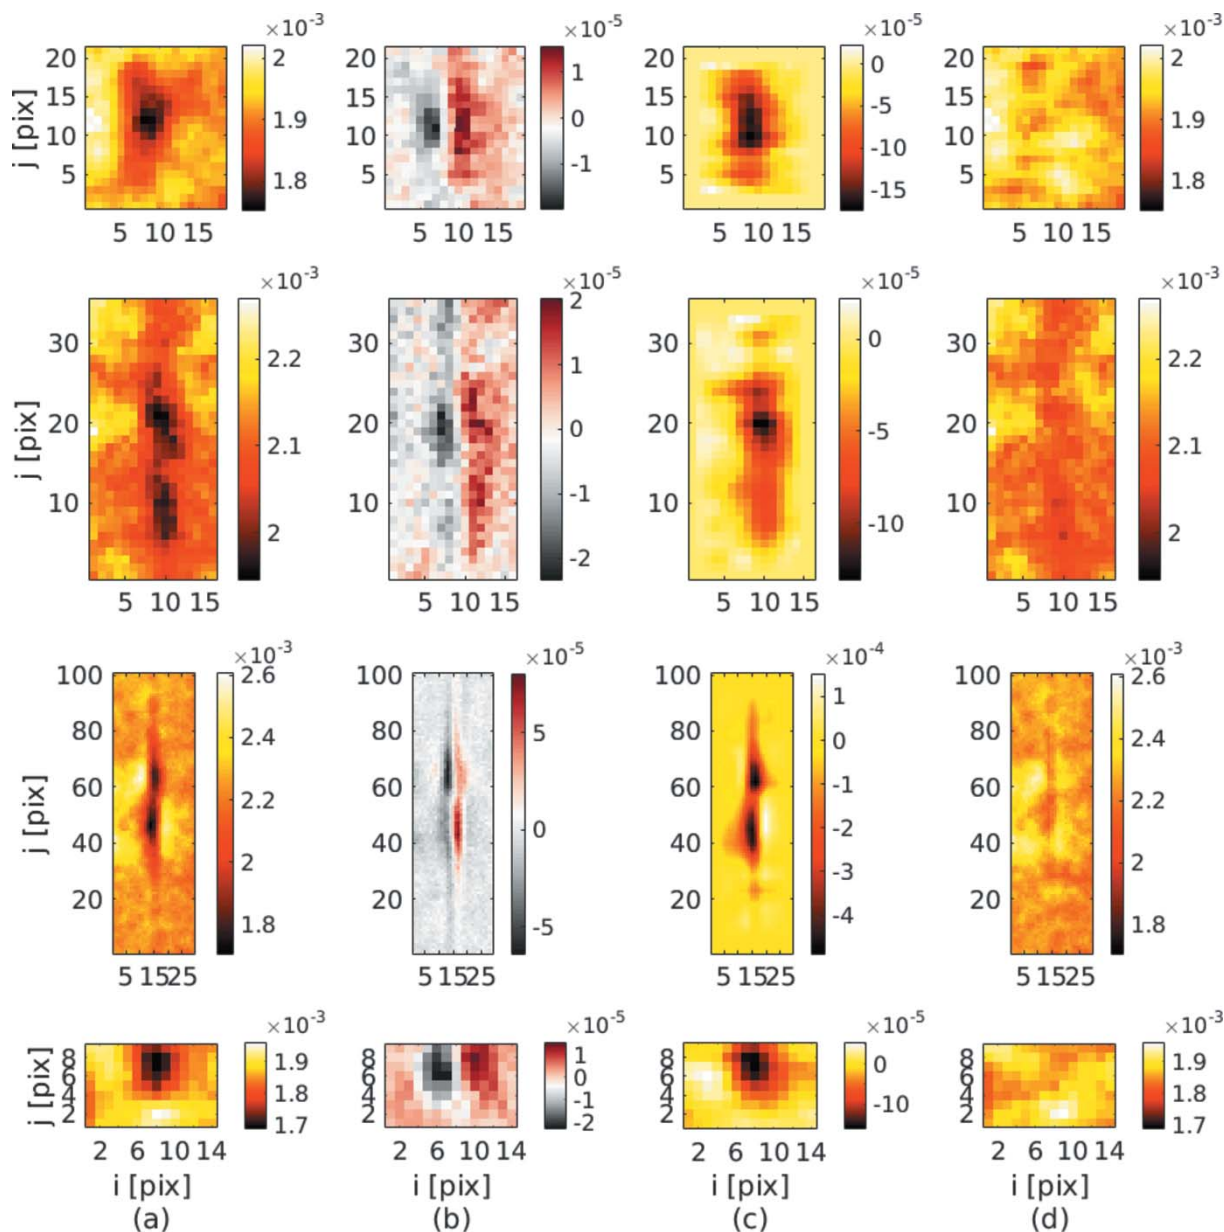 ×10⁻³ ×10⁻⁵ ×10⁻⁵ ×10⁻³
20 2 20 1 20 0 20 2
15 15 15 15
j [pix] 10 1.9 10 0 10 -5 10 1.9
5 1.8 5 -1 5 -10 5 1.8
-15
5 10 15 5 10 15 5 10 15 5 10 15
×10⁻³ ×10⁻⁵ ×10⁻⁵ ×10⁻³
30 2.2 30 2 30 0 30 2.2
1
j [pix] 20 2.1 20 0 20 -5 20 2.1
10 2 10 -1 10 -10 10 2
-2
5 10 15 5 10 15 5 10 15 5 10 15
×10⁻³ ×10⁻⁵ ×10⁻⁴ ×10⁻³
100 2.6 100 100 1 100 2.6
80 2.4 80 5 80 0 80 2.4
j [pix] 60 2.2 60 60 -1 60 2.2
40 2 40 0 40 -2 40 2
20 1.8 20 -5 20 -3 20 1.8
-4
5 15 25 5 15 25 5 15 25 5 15 25
×10⁻³ ×10⁻⁵ ×10⁻⁵ ×10⁻³
8 1.9 8 1 8 0 8 1.9
j [pix] 6 1.8 6 0 6 6 1.8
4 4 -1 4 4
2 1.7 2 -2 2 -10 2 1.7
2 6 10 14 2 6 10 14 2 6 10 14 2 6 10 14
i [pix] i [pix] i [pix] i [pix]
(a) (b) (c) (d)